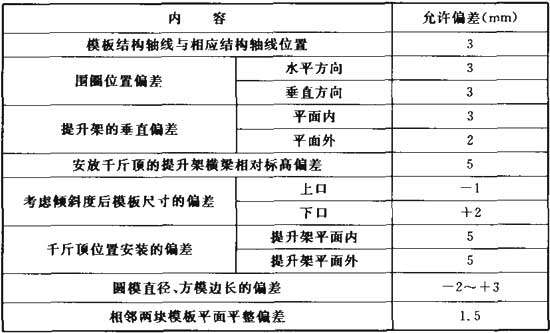 内 容 允许偏差(mm)
模板结构轴线与相应结构轴线位置 3
围圈位置偏差 水平方向 3
垂直方向 3
提升架的垂直偏差 平面内 3
平面外 2
安放千斤顶的提升架横梁相对标高偏差 5
考虑倾斜度后模板尺寸的偏差 上口 -1
下口 +2
千斤顶位置安装的偏差 提升架平面内 5
提升架平面外 5
圆模直径、方模边长的偏差 -2~+3
相邻两块模板平面平整偏差 1.5